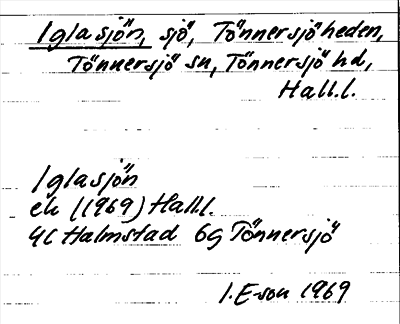 Iglasjön, sjö, Tönnersjöheden,
Tönnersjö sn, Tönnersjö hd,
Hall.l.
Iglasjön
ek (1969) Hall.l.
4C Halmstad 6g Tönnersjö
I. E-son 1969